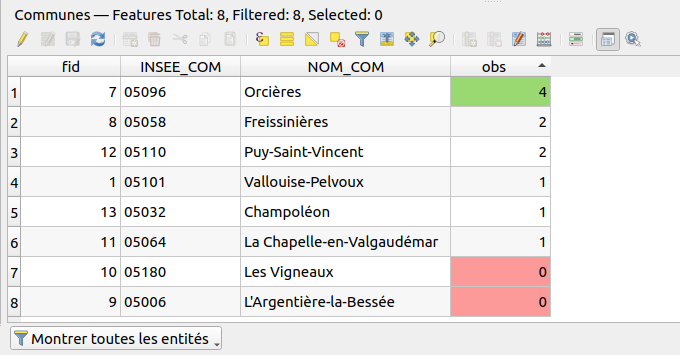 Communes — Features Total: 8, Filtered: 8, Selected: 0
fid INSEE_COM NOM_COM obs
1 7 05096 Orcières 4
2 8 05058 Freissinières 2
3 12 05110 Puy-Saint-Vincent 2
4 1 05101 Vallouise-Pelvoux 1
5 13 05032 Champoléon 1
6 11 05064 La Chapelle-en-Valgaudémar 1
7 10 05180 Les Vigneaux 0
8 9 05006 L'Argentière-la-Bessée 0
Montrer toutes les entités